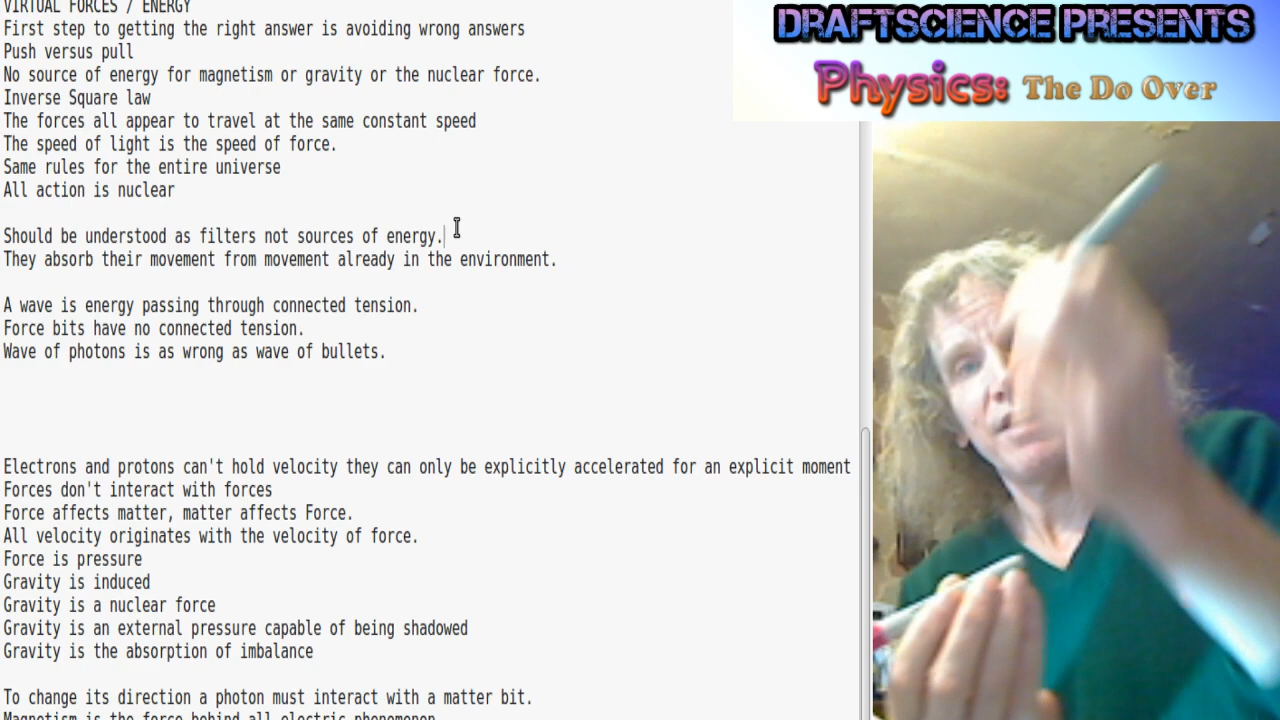 VIRTUAL FORCES / ENERGY
First step to getting the right answer is avoiding wrong answers
Push versus pull
No source of energy for magnetism or gravity or the nuclear force.
Inverse Square law
The forces all appear to travel at the same constant speed
The speed of light is the speed of force.
Same rules for the entire universe
All action is nuclear
Should be understood as filters not sources of energy.
They absorb their movement from movement already in the environment.
A wave is energy passing through connected tension.
Force bits have no connected tension.
Wave of photons is as wrong as wave of bullets.
Electrons and protons can't hold velocity they can only be explicitly accelerated for an explicit moment
Forces don't interact with forces
Force affects matter, matter affects Force.
All velocity originates with the velocity of force.
Force is pressure
Gravity is induced
Gravity is a nuclear force
Gravity is an external pressure capable of being shadowed
Gravity is the absorption of imbalance
To change its direction a photon must interact with a matter bit.
Magnetism is the force behind all electric phenomenon
DRAFTSCIENCE PRESENTS
Physics: The Do Over